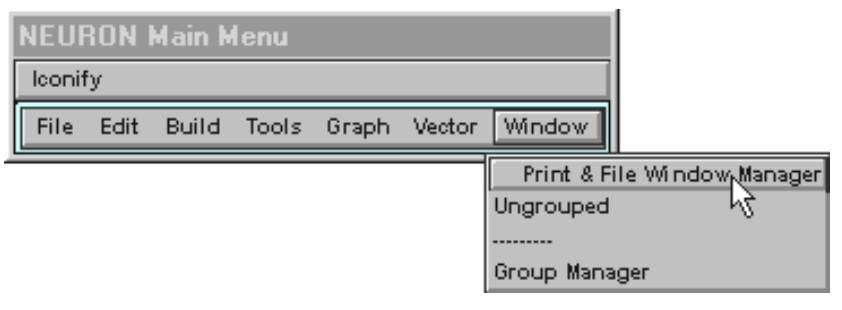 NEURON Main Menu
Iconify
File Edit Build Tools Graph Vector Window
Print & File Window Manager
Ungrouped
---------
Group Manager